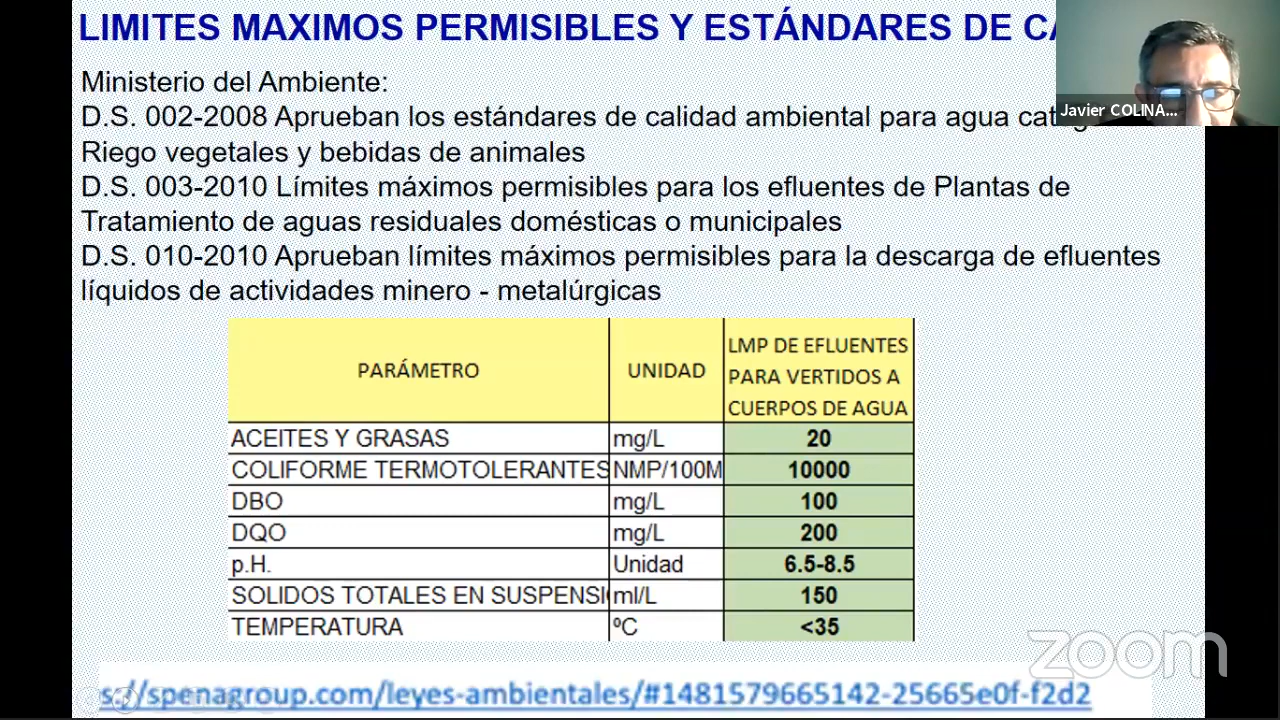 LIMITES MAXIMOS PERMISIBLES Y ESTÁNDARES DE CA
Javier COLINA...
Ministerio del Ambiente:
D.S. 002-2008 Aprueban los estándares de calidad ambiental para agua categ
Riego vegetales y bebidas de animales
D.S. 003-2010 Límites máximos permisibles para los efluentes de Plantas de
Tratamiento de aguas residuales domésticas o municipales
D.S. 010-2010 Aprueban límites máximos permisibles para la descarga de efluentes
líquidos de actividades minero - metalúrgicas
PARÁMETRO UNIDAD LMP DE EFLUENTES
PARA VERTIDOS A
CUERPOS DE AGUA
ACEITES Y GRASAS mg/L 20
COLIFORME TERMOTOLERANTES NMP/100M 10000
DBO mg/L 100
DQO mg/L 200
p.H. Unidad 6.5-8.5
SOLIDOS TOTALES EN SUSPENSI ml/L 150
TEMPERATURA ºC <35
zoom
s://spenagroup.com/leyes-ambientales/#1481579665142-25665e0f-f2d2